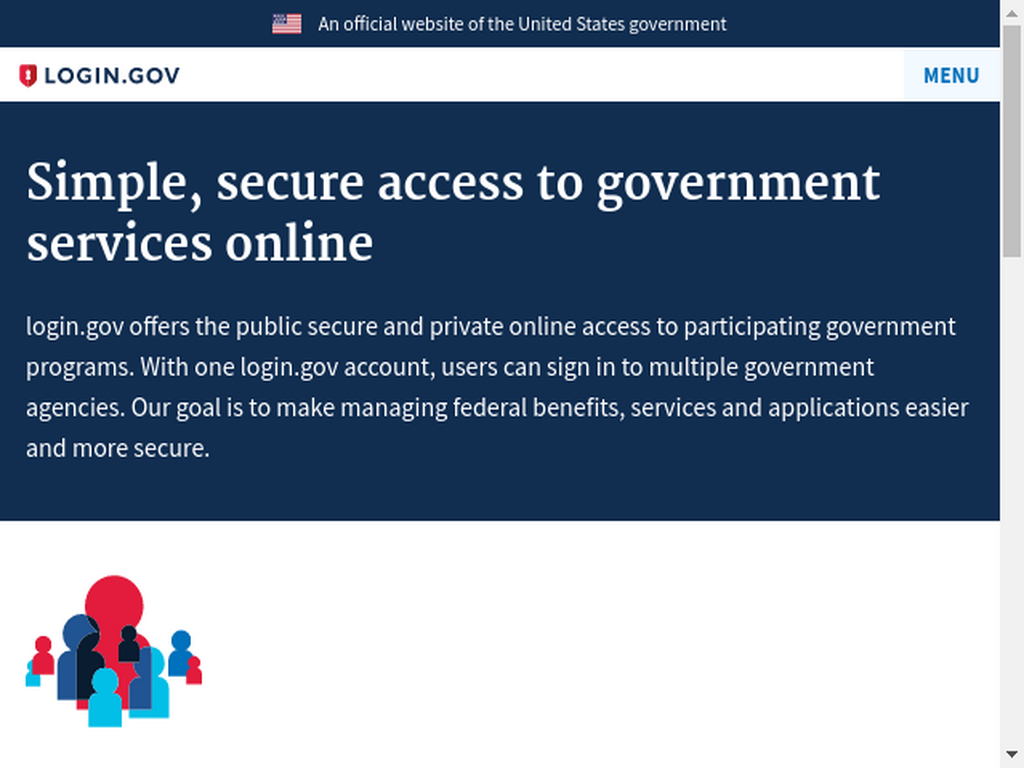 An official website of the United States government
LOGIN.GOV
MENU
Simple, secure access to government
services online
login.gov offers the public secure and private online access to participating government
programs. With one login.gov account, users can sign in to multiple government
agencies. Our goal is to make managing federal benefits, services and applications easier
and more secure.